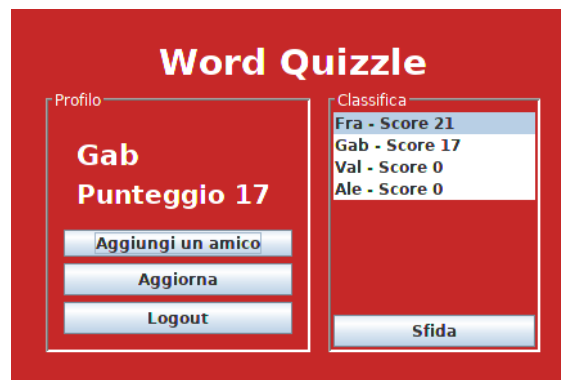 Word Quizzle
Profilo
Gab
Punteggio 17
Aggiungi un amico
Aggiorna
Logout
Classifica
Fra - Score 21
Gab - Score 17
Val - Score 0
Ale - Score 0
Sfida